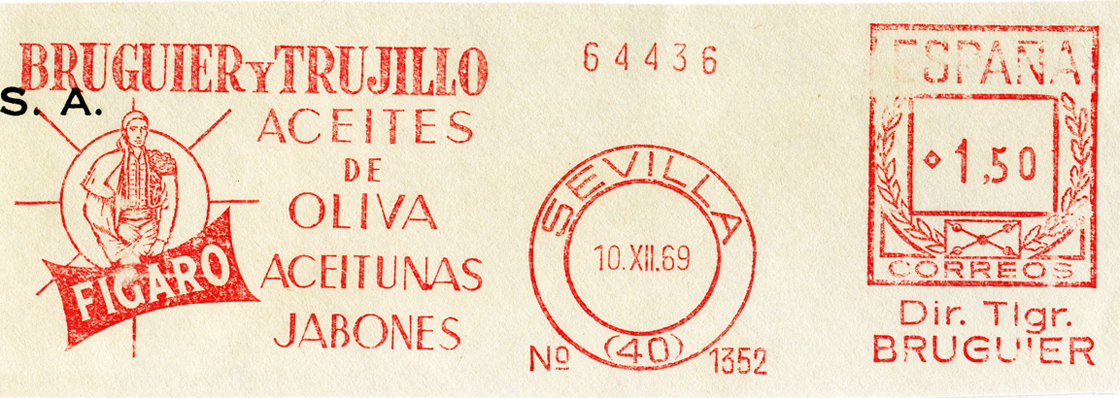 BRUGUIER Y TRUJILLO
S. A.
ACEITES
DE
OLIVA
ACEITUNAS
JABONES
FIGARO
64436
SEVILLA
10.XII.69
(40)
Nº 1352
ESPAÑA
1,50
CORREOS
Dir. Tlgr.
BRUGUIER